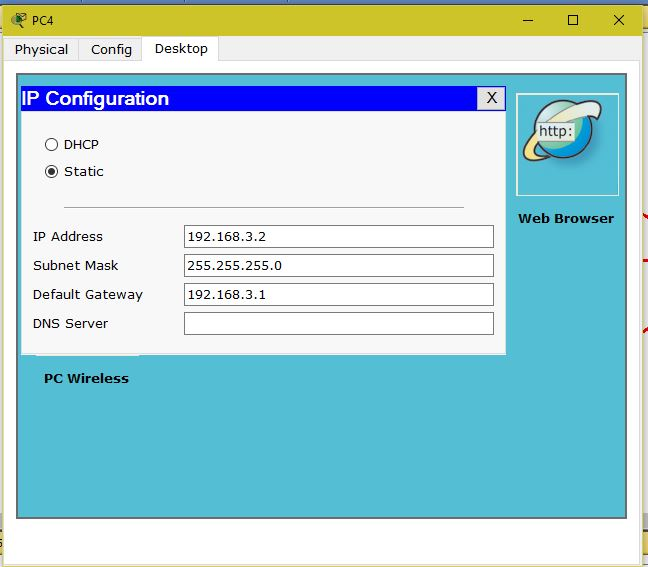 PC4
Physical Config Desktop
IP Configuration X
http:
DHCP
Static
Web Browser
IP Address 192.168.3.2
Subnet Mask 255.255.255.0
Default Gateway 192.168.3.1
DNS Server
PC Wireless